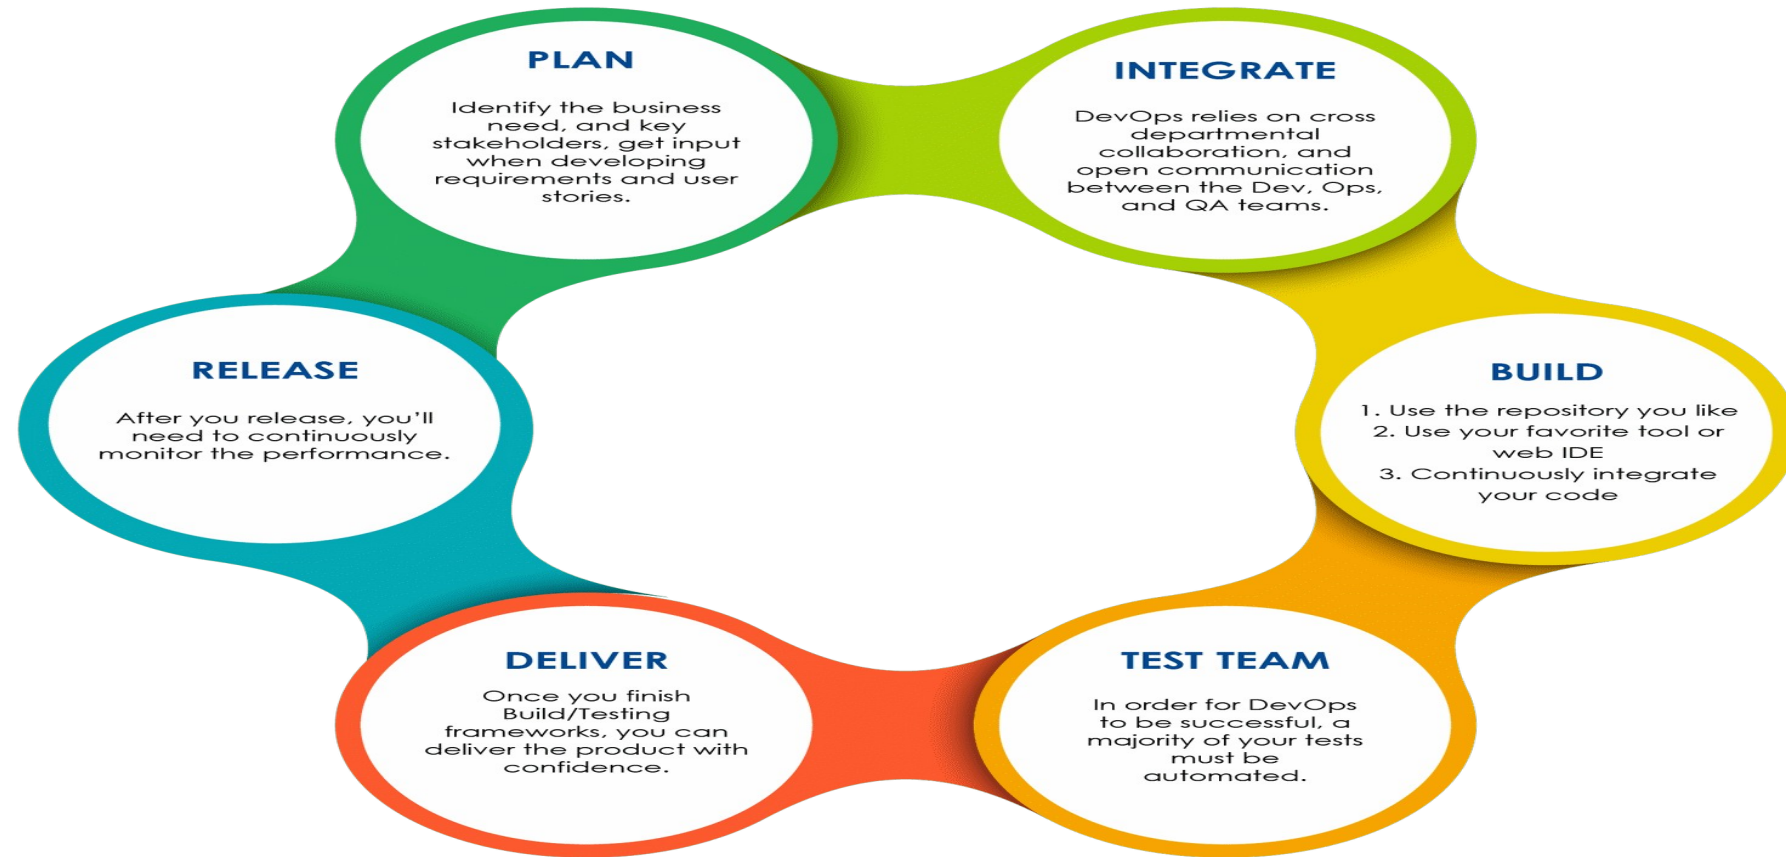 PLAN
Identify the business
need, and key
stakeholders, get input
when developing
requirements and user
stories.
INTEGRATE
DevOps relies on cross
departmental
collaboration, and
open communication
between the Dev, Ops,
and QA teams.
BUILD
1. Use the repository you like
2. Use your favorite tool or
web IDE
3. Continuously integrate
your code
TEST TEAM
In order for DevOps
to be successful, a
majority of your tests
must be
automated.
DELIVER
Once you finish
Build/Testing
frameworks, you can
deliver the product with
confidence.
RELEASE
After you release, you’ll
need to continuously
monitor the performance.